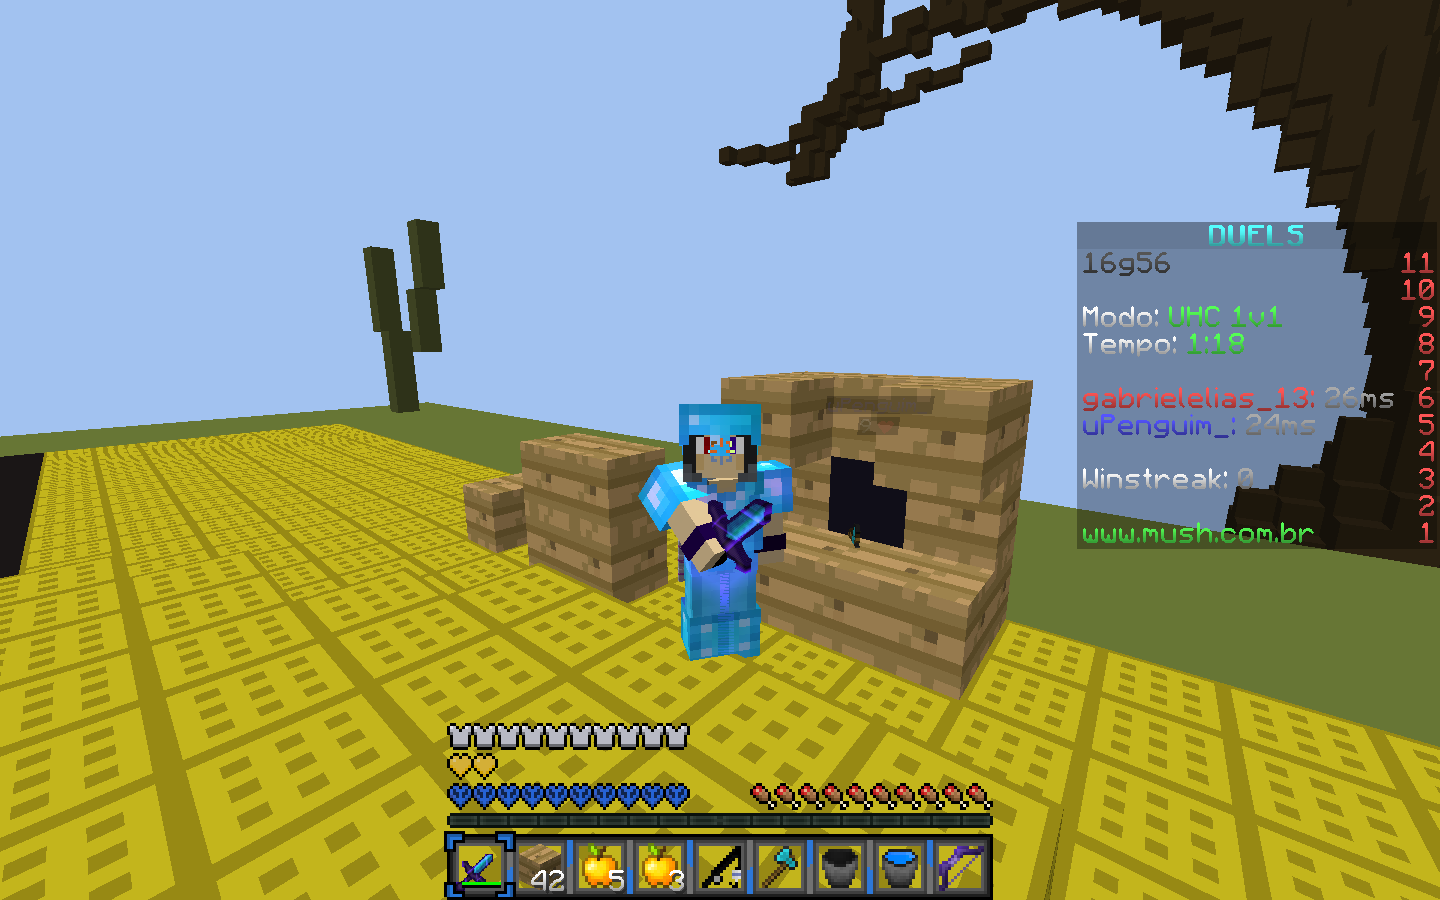 DUELS
16g56 11
10
Modo: UHC 1v1 9
Tempo: 1:18 8
7
gabrielelias_13: 26ms 6
uPenguim_: 24ms 5
4
Winstreak: 0 3
2
www.mush.com.br 1
42 5 3